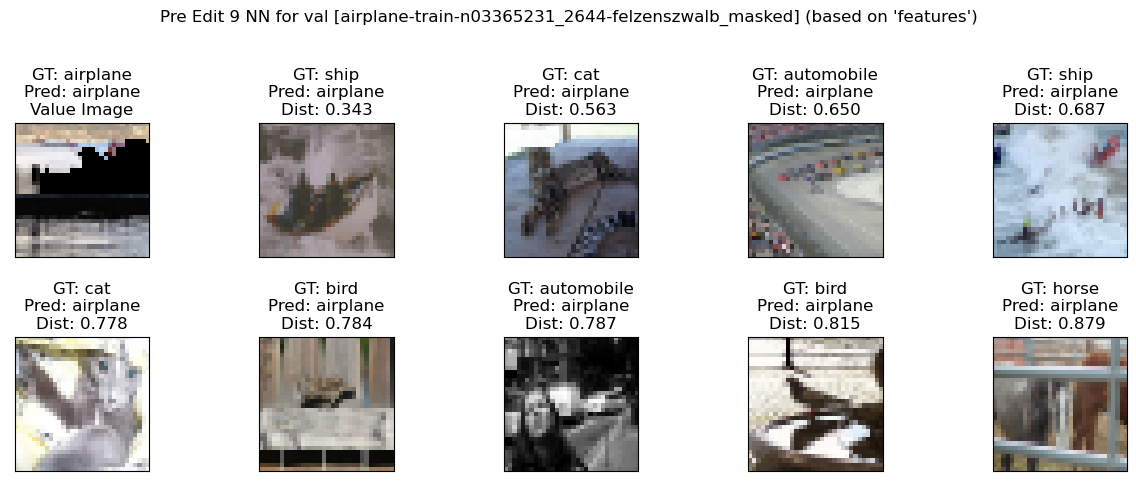 Pre Edit 9 NN for val [airplane-train-n03365231_2644-felzenszwalb_masked] (based on 'features')
GT: airplane
Pred: airplane
Value Image
GT: ship
Pred: airplane
Dist: 0.343
GT: cat
Pred: airplane
Dist: 0.563
GT: automobile
Pred: airplane
Dist: 0.650
GT: ship
Pred: airplane
Dist: 0.687
GT: cat
Pred: airplane
Dist: 0.778
GT: bird
Pred: airplane
Dist: 0.784
GT: automobile
Pred: airplane
Dist: 0.787
GT: bird
Pred: airplane
Dist: 0.815
GT: horse
Pred: airplane
Dist: 0.879